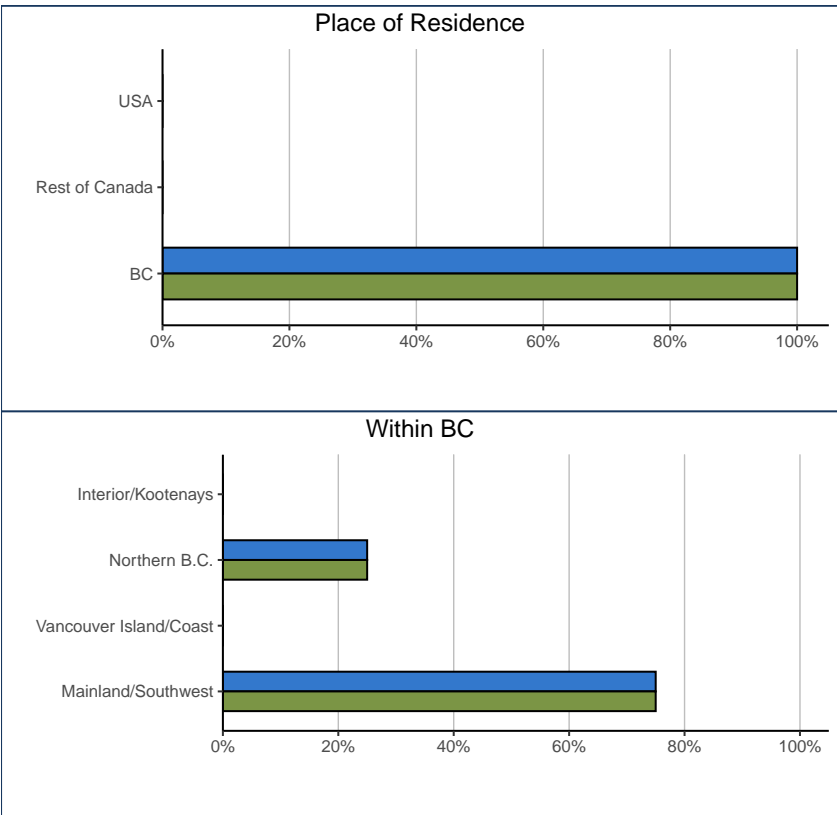 Place of Residence
USA
Rest of Canada
BC
0% 20% 40% 60% 80% 100%
Within BC
Interior/Kootenays
Northern B.C.
Vancouver Island/Coast
Mainland/Southwest
0% 20% 40% 60% 80% 100%